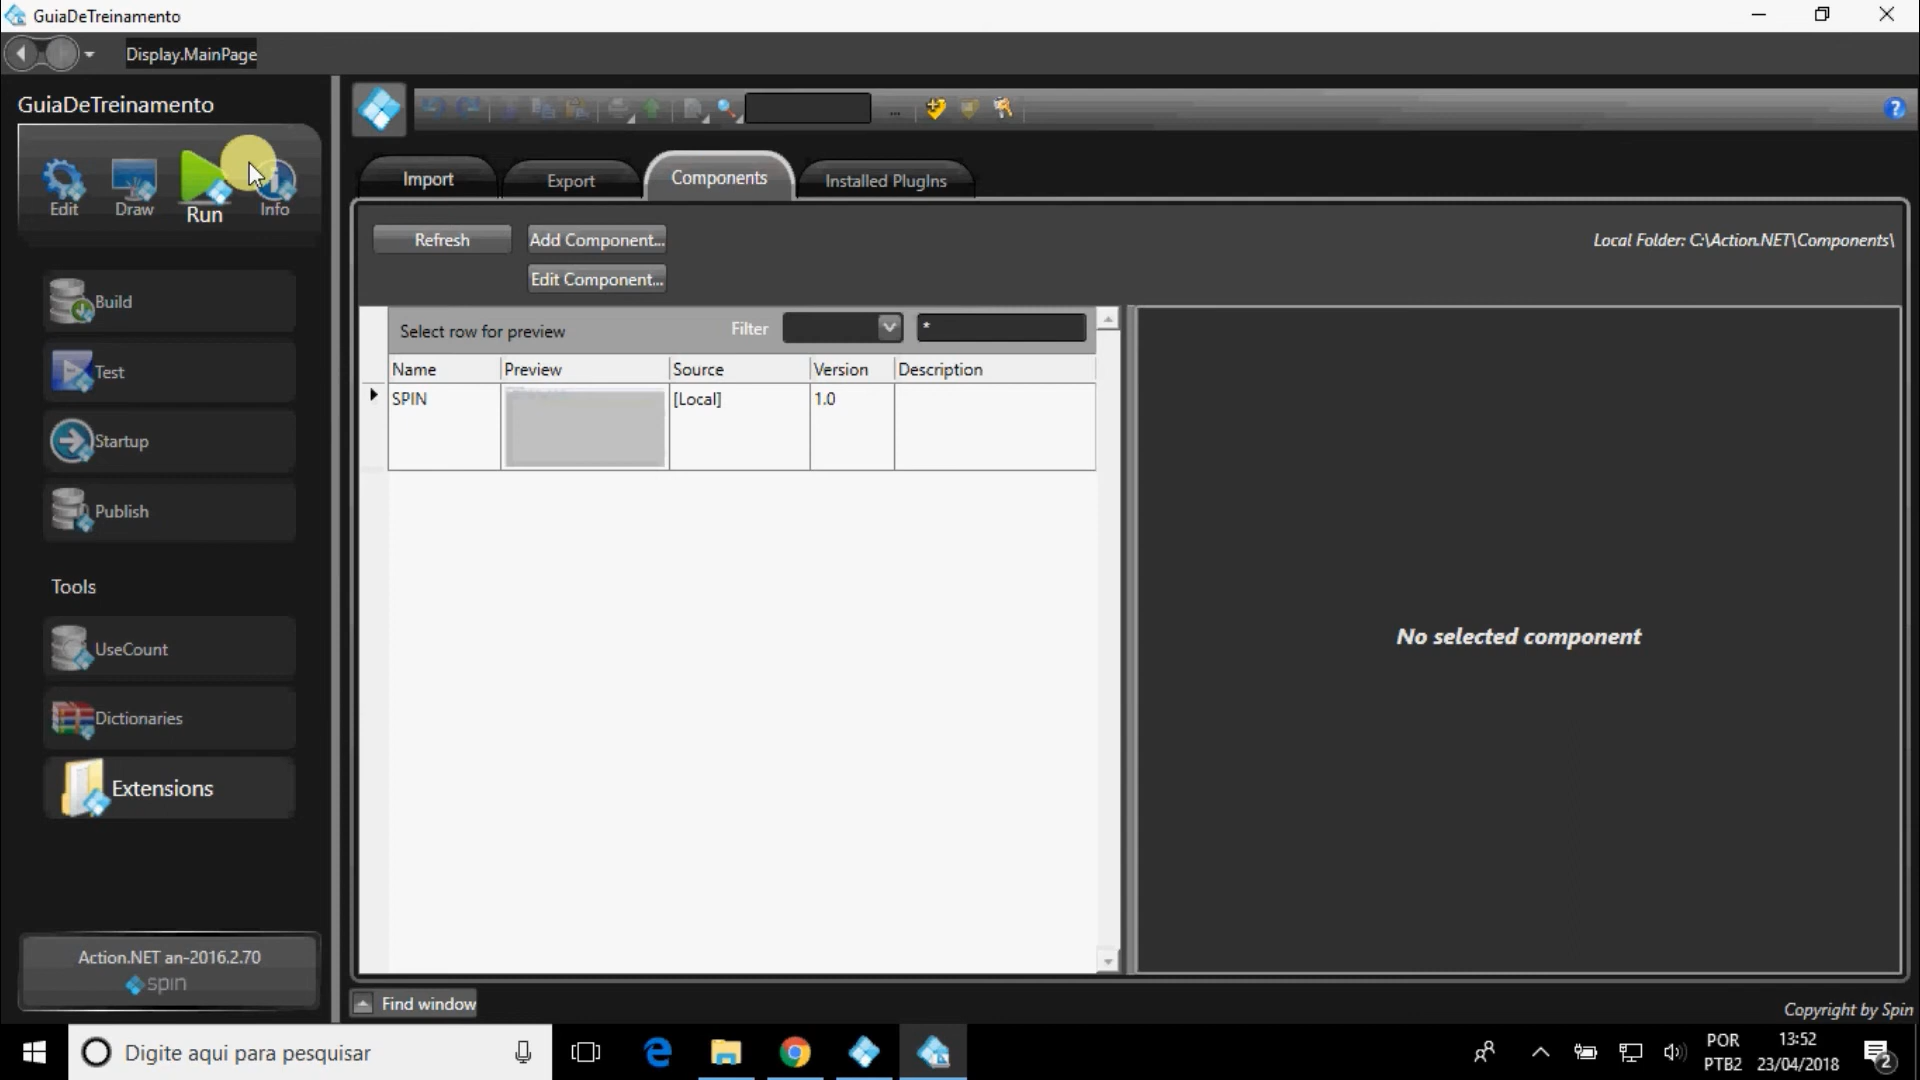 GuiaDeTreinamento
Display.MainPage
GuiaDeTreinamento
Edit
Draw
Run
Info
Build
Test
Startup
Publish
Tools
UseCount
Dictionaries
Extensions
Action.NET an-2016.2.70
spin
...
Import
Export
Components
Installed PlugIns
Refresh
Add Component...
Edit Component...
Local Folder: C:\Action.NET\Components\
Select row for preview
Filter
*
Name Preview Source Version Description
SPIN [Local] 1.0
No selected component
Find window
Copyright by Spin
Digite aqui para pesquisar
POR
PTB2
13:52
23/04/2018
2